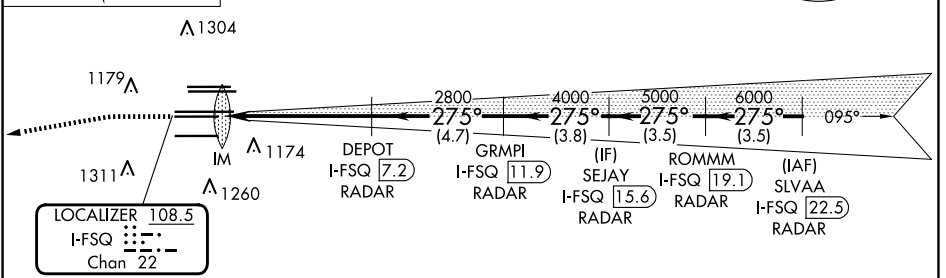 1304
1179
2800
4000
5000
6000
275°
275°
275°
275°
095°
(4.7)
(3.8)
(3.5)
(3.5)
IM
1174
1311
1260
DEPOT
I-FSQ 7.2
RADAR
GRMPI
I-FSQ 11.9
RADAR
(IF)
SEJAY
I-FSQ 15.6
RADAR
ROMMM
I-FSQ 19.1
RADAR
(IAF)
SLVAA
I-FSQ 22.5
RADAR
LOCALIZER 108.5
I-FSQ
Chan 22